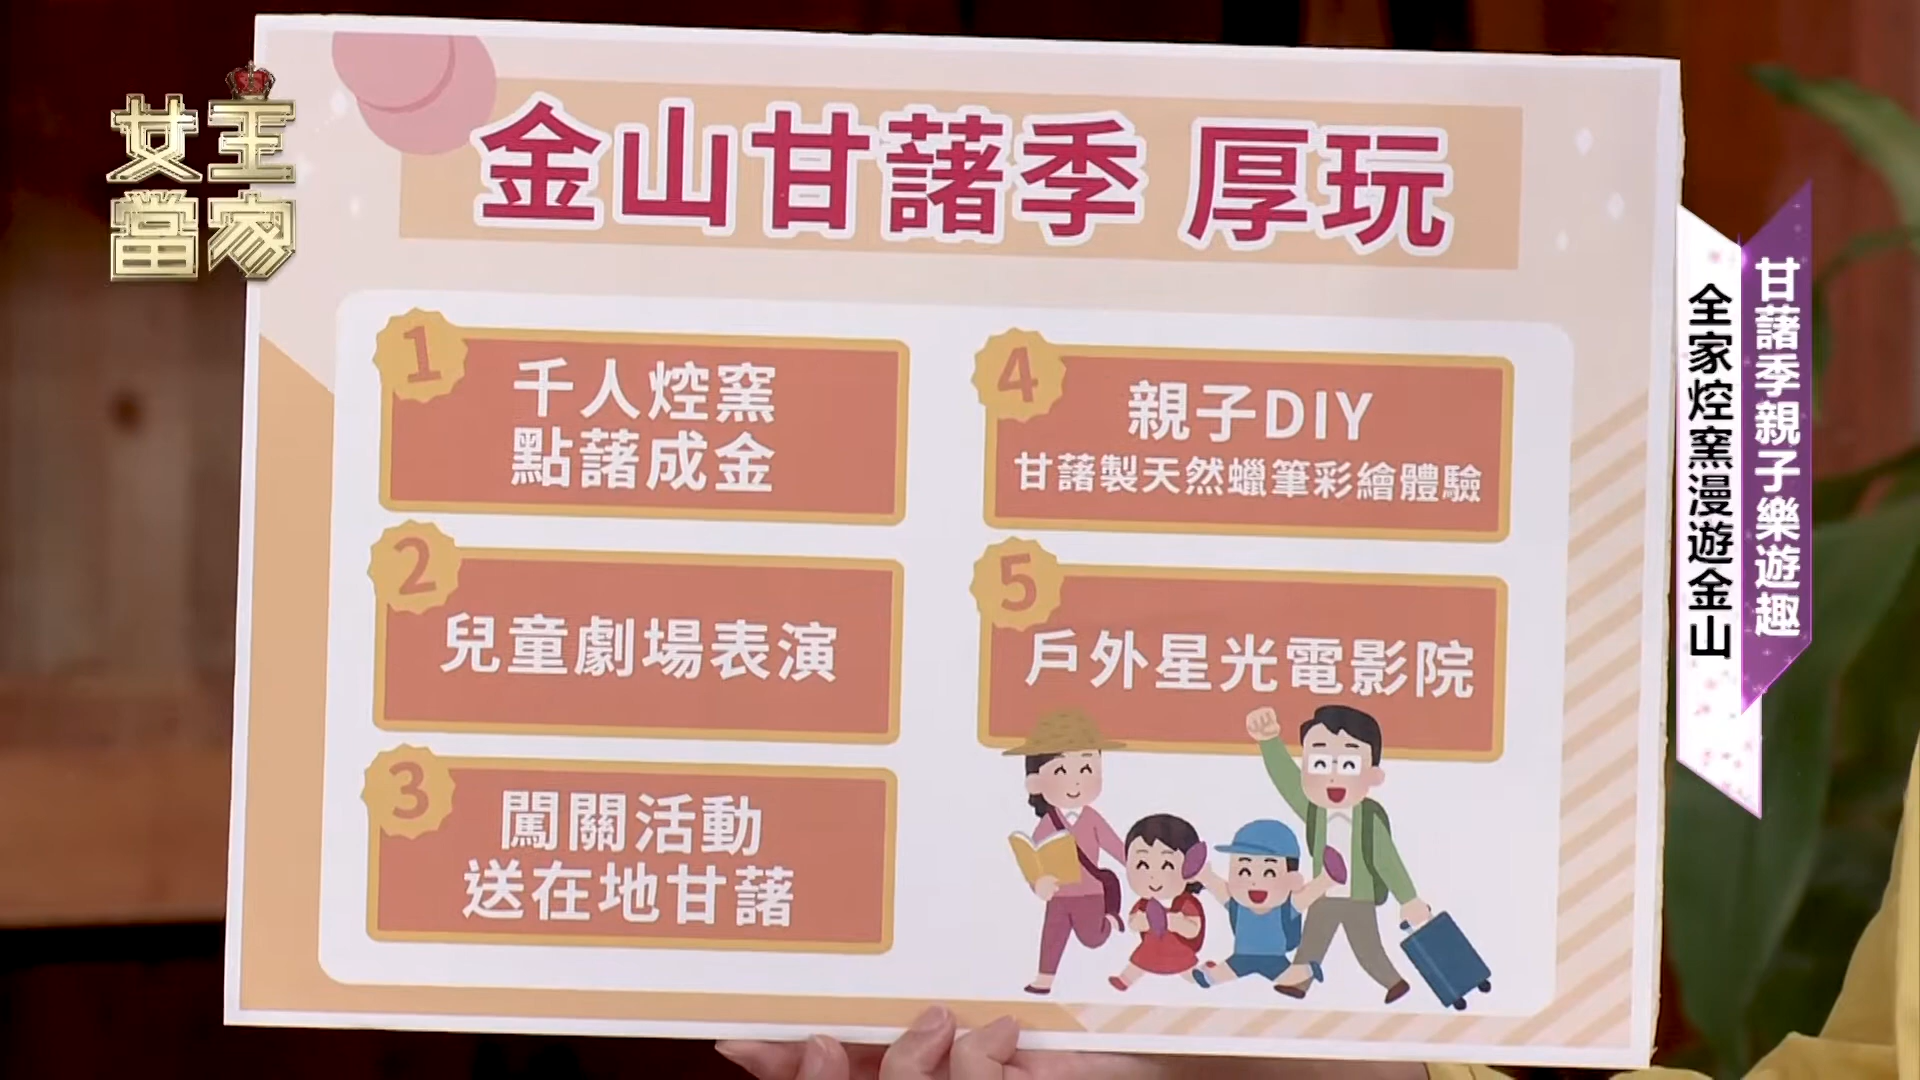 女王
當家
金山甘藷季 厚玩
1
千人焢窯
點藷成金
2
兒童劇場表演
3
闖關活動
送在地甘藷
4
親子DIY
甘藷製天然蠟筆彩繪體驗
5
戶外星光電影院
甘藷季親子樂遊趣
全家焢窯漫遊金山